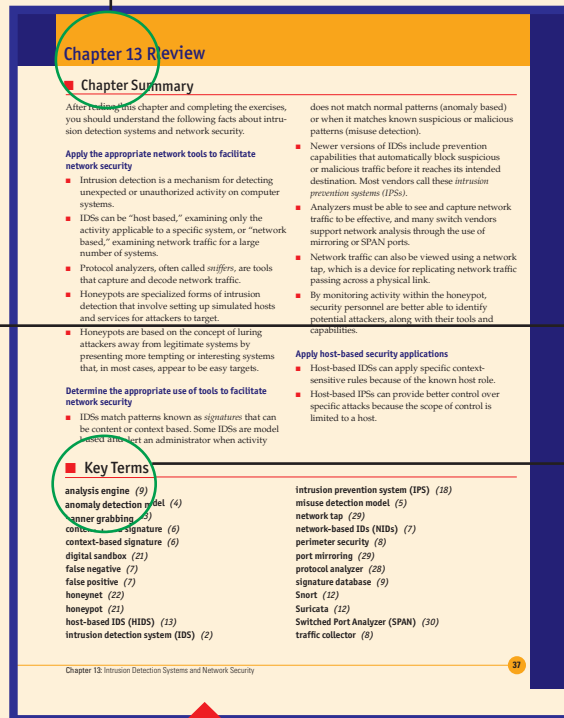 Chapter 13 Review
Chapter Summary
After reading this chapter and completing the exercises,
you should understand the following facts about intru-
sion detection systems and network security.
Apply the appropriate network tools to facilitate
network security
■ Intrusion detection is a mechanism for detecting
unexpected or unauthorized activity on computer
systems.
■ IDSs can be “host based,” examining only the
activity applicable to a specific system, or “network
based,” examining network traffic for a large
number of systems.
■ Protocol analyzers, often called sniffers, are tools
that capture and decode network traffic.
■ Honeypots are specialized forms of intrusion
detection that involve setting up simulated hosts
and services for attackers to target.
■ Honeypots are based on the concept of luring
attackers away from legitimate systems by
presenting more tempting or interesting systems
that, in most cases, appear to be easy targets.
Determine the appropriate use of tools to facilitate
network security
■ IDSs match patterns known as signatures that can
be content or context based. Some IDSs are model
based and alert an administrator when activity
does not match normal patterns (anomaly based)
or when it matches known suspicious or malicious
patterns (misuse detection).
■ Newer versions of IDSs include prevention
capabilities that automatically block suspicious
or malicious traffic before it reaches its intended
destination. Most vendors call these intrusion
prevention systems (IPSs).
■ Analyzers must be able to see and capture network
traffic to be effective, and many switch vendors
support network analysis through the use of
mirroring or SPAN ports.
■ Network traffic can also be viewed using a network
tap, which is a device for replicating network traffic
passing across a physical link.
■ By monitoring activity within the honeypot,
security personnel are better able to identify
potential attackers, along with their tools and
capabilities.
Apply host-based security applications
■ Host-based IDSs can apply specific context-
sensitive rules because of the known host role.
■ Host-based IPSs can provide better control over
specific attacks because the scope of control is
limited to a host.
Key Terms
analysis engine (9)
anomaly detection model (4)
banner grabbing
signature (6)
context-based signature (6)
digital sandbox (21)
false negative (7)
false positive (7)
honeynet (22)
honeypot (21)
host-based IDS (HIDS) (13)
intrusion detection system (IDS) (2)
intrusion prevention system (IPS) (18)
misuse detection model (5)
network tap (29)
network-based IDs (NIDs) (7)
perimeter security (8)
port mirroring (29)
protocol analyzer (28)
signature database (9)
Snort (12)
Suricata (12)
Switched Port Analyzer (SPAN) (30)
traffic collector (8)
Chapter 13: Intrusion Detection Systems and Network Security
37